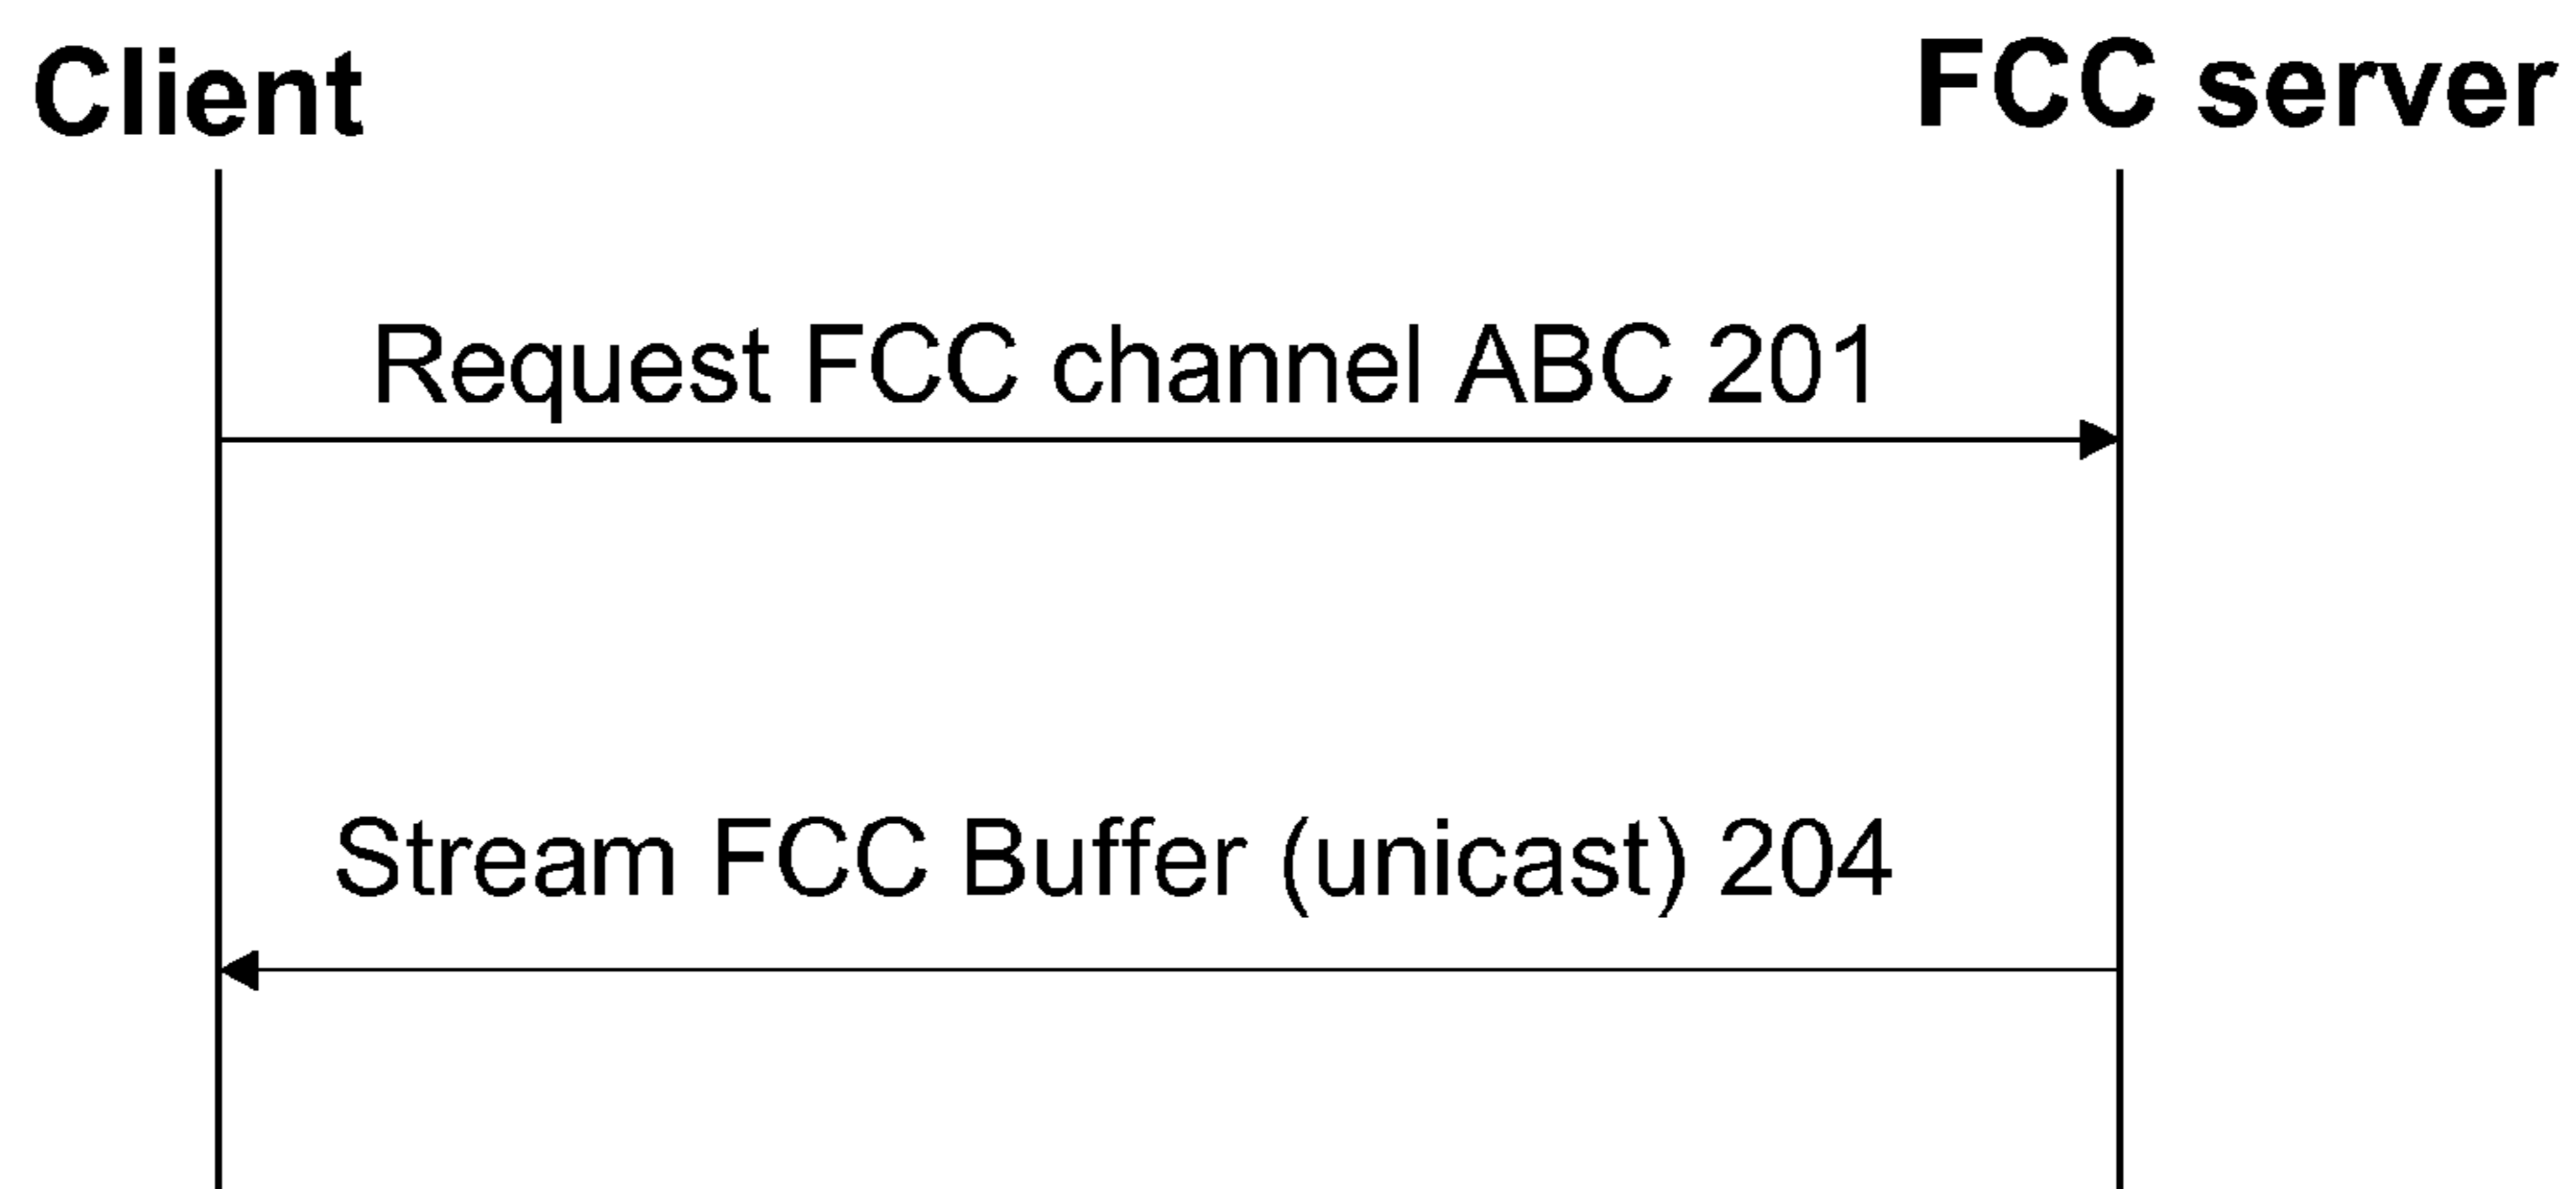 Client
FCC server
Request FCC channel ABC 201
Stream FCC Buffer (unicast) 204